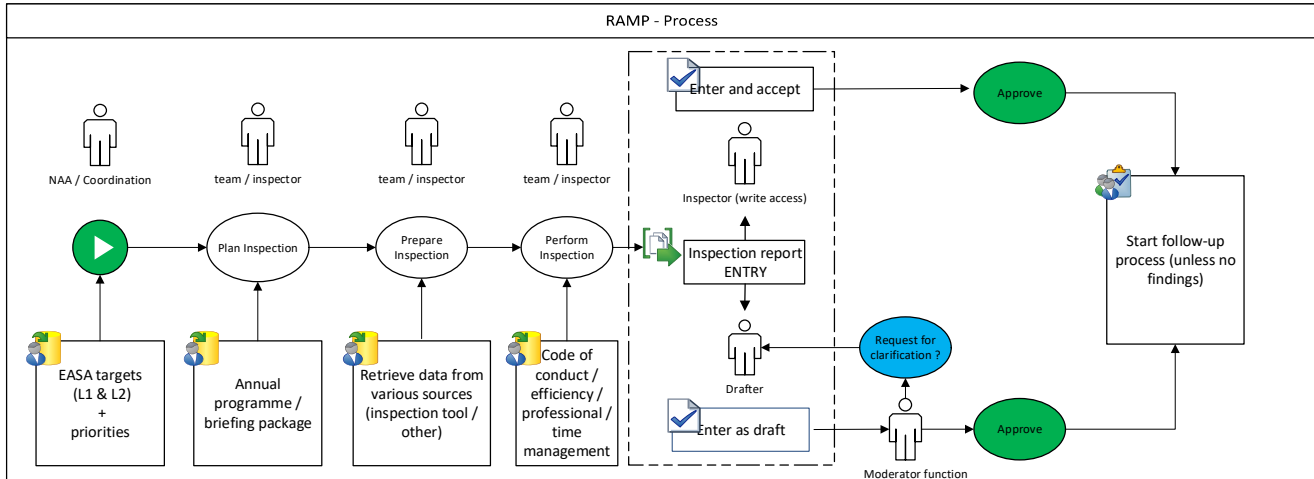 RAMP - Process
NAA / Coordination
team / inspector
team / inspector
team / inspector
Plan Inspection
Prepare
Inspection
Perform
Inspection
EASA targets
(L1 & L2)
+
priorities
Annual
programme /
briefing package
Retrieve data from
various sources
(inspection tool /
other)
Code of
conduct /
efficiency /
professional /
time
management
Enter and accept
Inspector (write access)
Inspection report
ENTRY
Drafter
Enter as draft
Approve
Request for
clarification ?
Moderator function
Approve
Start follow-up
process (unless no
findings)